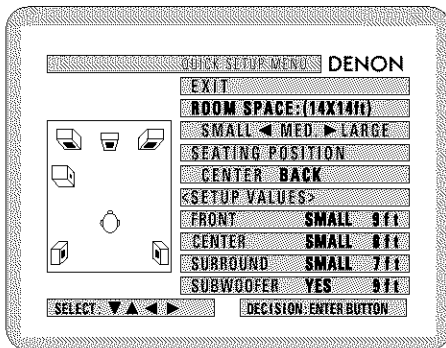 QUICK SETUP MENU DENON
EXIT
ROOM SPACE:(14X14ft)
SMALL ◄ MED. ► LARGE
SEATING POSITION
CENTER BACK
<SETUP VALUES>
FRONT SMALL 9ft
CENTER SMALL 8ft
SURROUND SMALL 7ft
SUBWOOFER YES 9ft
SELECT: ▼ ▲ ◄ ► DECISION: ENTER BUTTON